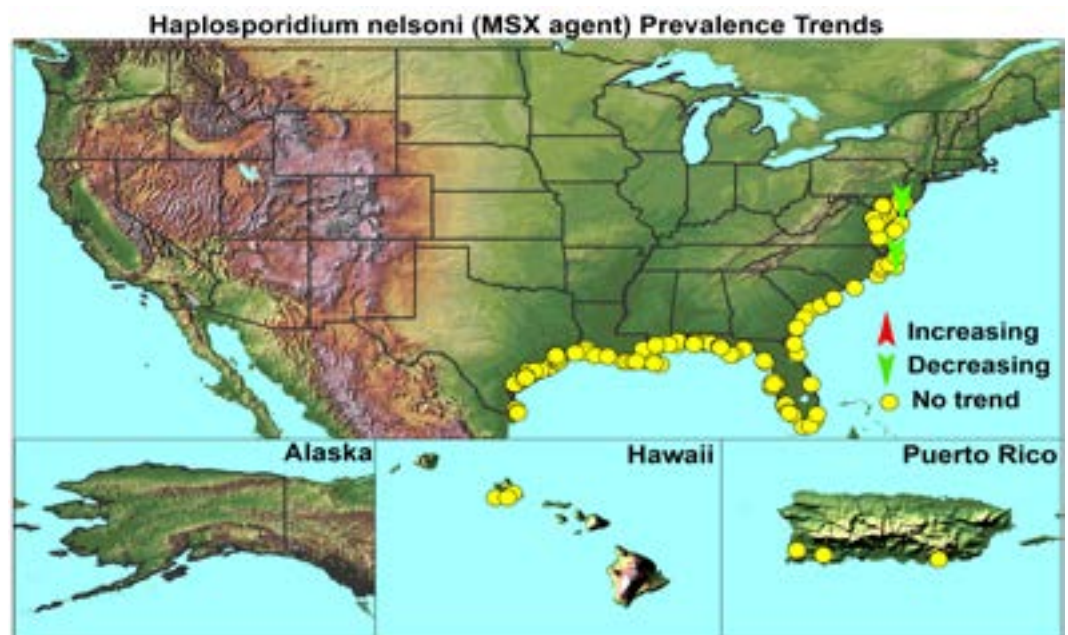 Haplosporidium nelsoni (MSX agent) Prevalence Trends
Increasing
Decreasing
No trend
Alaska
Hawaii
Puerto Rico